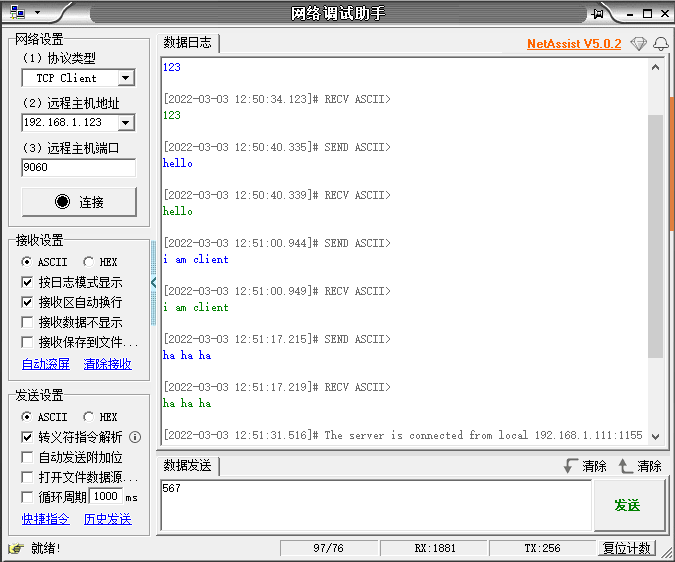 网络调试助手
网络设置
(1) 协议类型
TCP Client
(2) 远程主机地址
192.168.1.123
(3) 远程主机端口
9060
连接
接收设置
ASCII HEX
按日志模式显示
接收区自动换行
接收数据不显示
接收保存到文件...
自动滚屏 清除接收
发送设置
ASCII HEX
转义符指令解析
自动发送附加位
打开文件数据源...
循环周期 1000 ms
快捷指令 历史发送
数据日志
NetAssist V5.0.2
123
[2022-03-03 12:50:34.123]# RECV ASCII>
123
[2022-03-03 12:50:40.335]# SEND ASCII>
hello
[2022-03-03 12:50:40.339]# RECV ASCII>
hello
[2022-03-03 12:51:00.944]# SEND ASCII>
i am client
[2022-03-03 12:51:00.949]# RECV ASCII>
i am client
[2022-03-03 12:51:17.215]# SEND ASCII>
ha ha ha
[2022-03-03 12:51:17.219]# RECV ASCII>
ha ha ha
[2022-03-03 12:51:31.516]# The server is connected from local 192.168.1.111:1155
数据发送
清除 清除
567
发送
就绪!
97/76
RX:1881
TX:256
复位计数